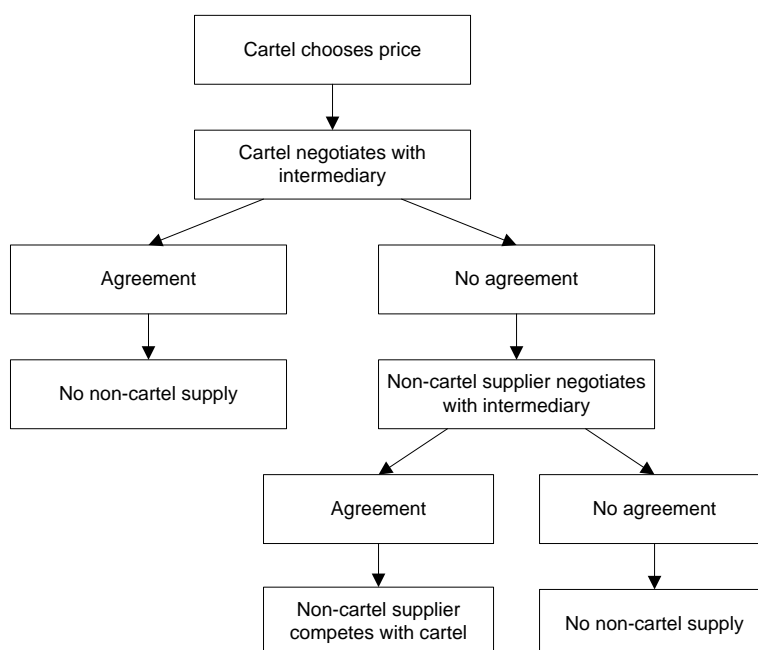 Cartel chooses price
Cartel negotiates with
intermediary
Agreement
No agreement
No non-cartel supply
Non-cartel supplier negotiates
with intermediary
Agreement
No agreement
Non-cartel supplier
competes with cartel
No non-cartel supply